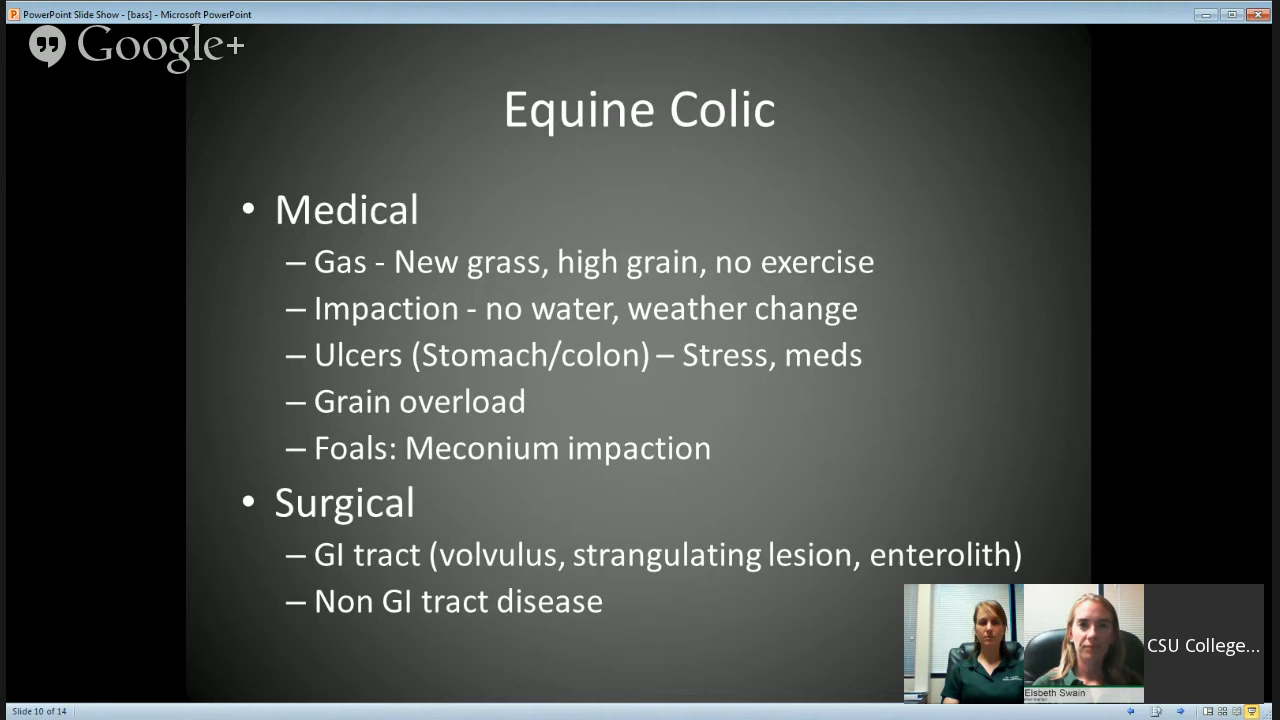 PowerPoint Slide Show - [bass] - Microsoft PowerPoint
Google+
Equine Colic
• Medical
– Gas - New grass, high grain, no exercise
– Impaction - no water, weather change
– Ulcers (Stomach/colon) – Stress, meds
– Grain overload
– Foals: Meconium impaction
• Surgical
– GI tract (volvulus, strangulating lesion, enterolith)
– Non GI tract disease
CSU College...
Elsbeth Swain
Slide 10 of 14